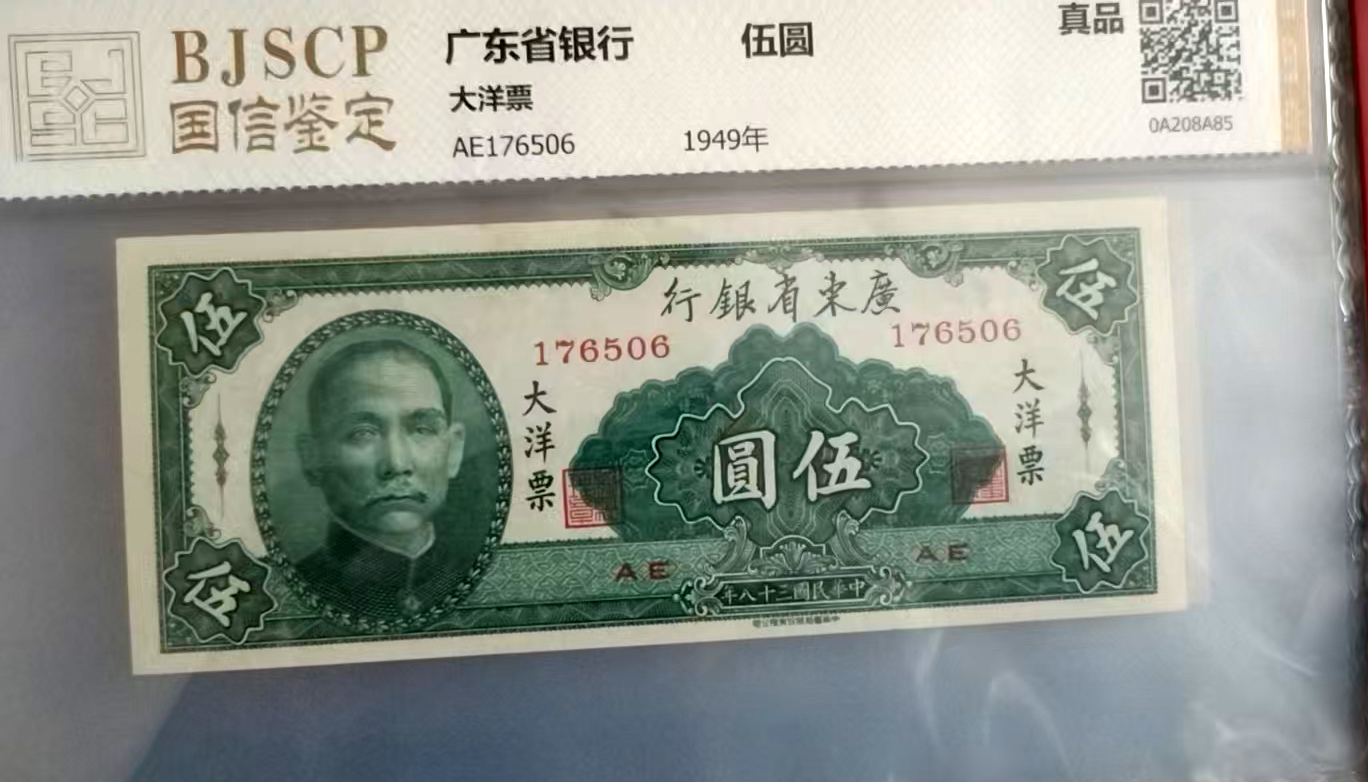 BJSCP
国信鉴定
广东省银行 伍圆
大洋票
AE176506 1949年
真品
0A208A85
行銀省東廣
伍
伍
176506
176506
大洋票
大洋票
圓伍
AE
AE
年八十三國民華中
伍
伍